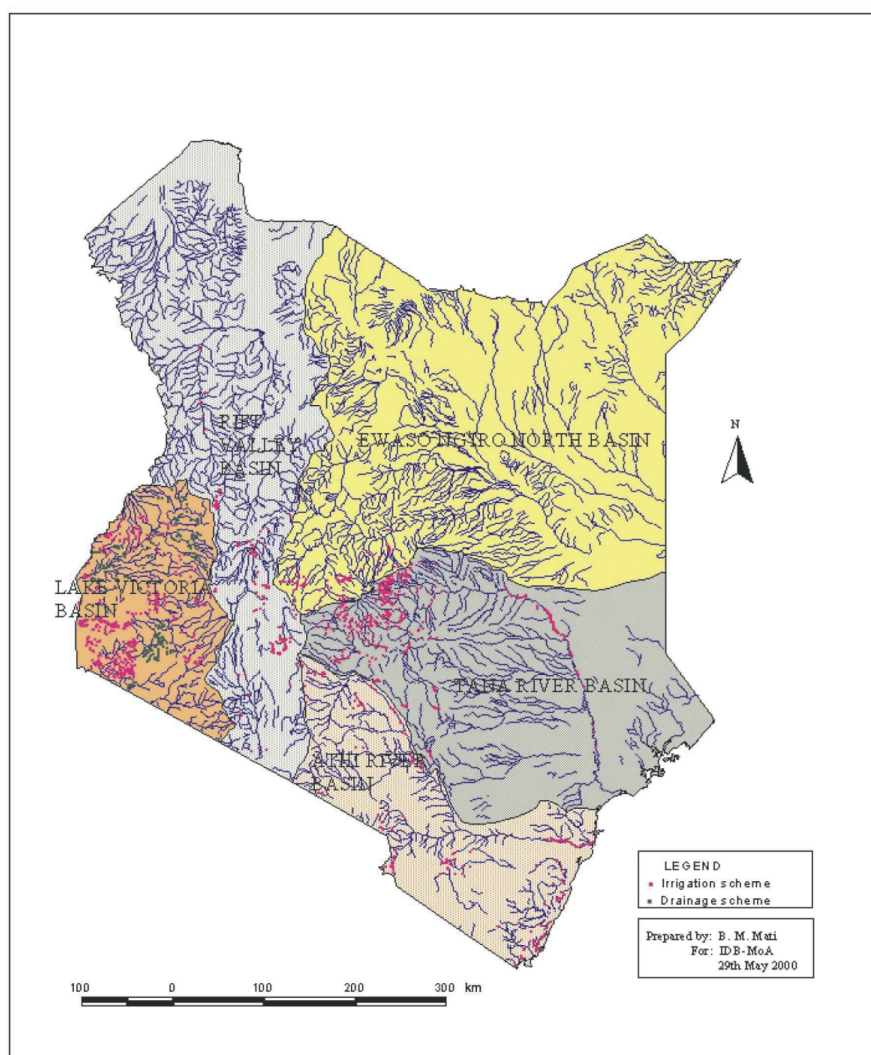 N
RIFT
VALLEY
BASIN
EWASO NGIRO NORTH BASIN
LAKE VICTORIA
BASIN
TANA RIVER BASIN
ATHI RIVER
BASIN
LEGEND
Irrigation scheme
Drainage scheme
Prepared by: B. M. Mati
For: IDB-MoA
29th May 2000
100 0 100 200 300 km